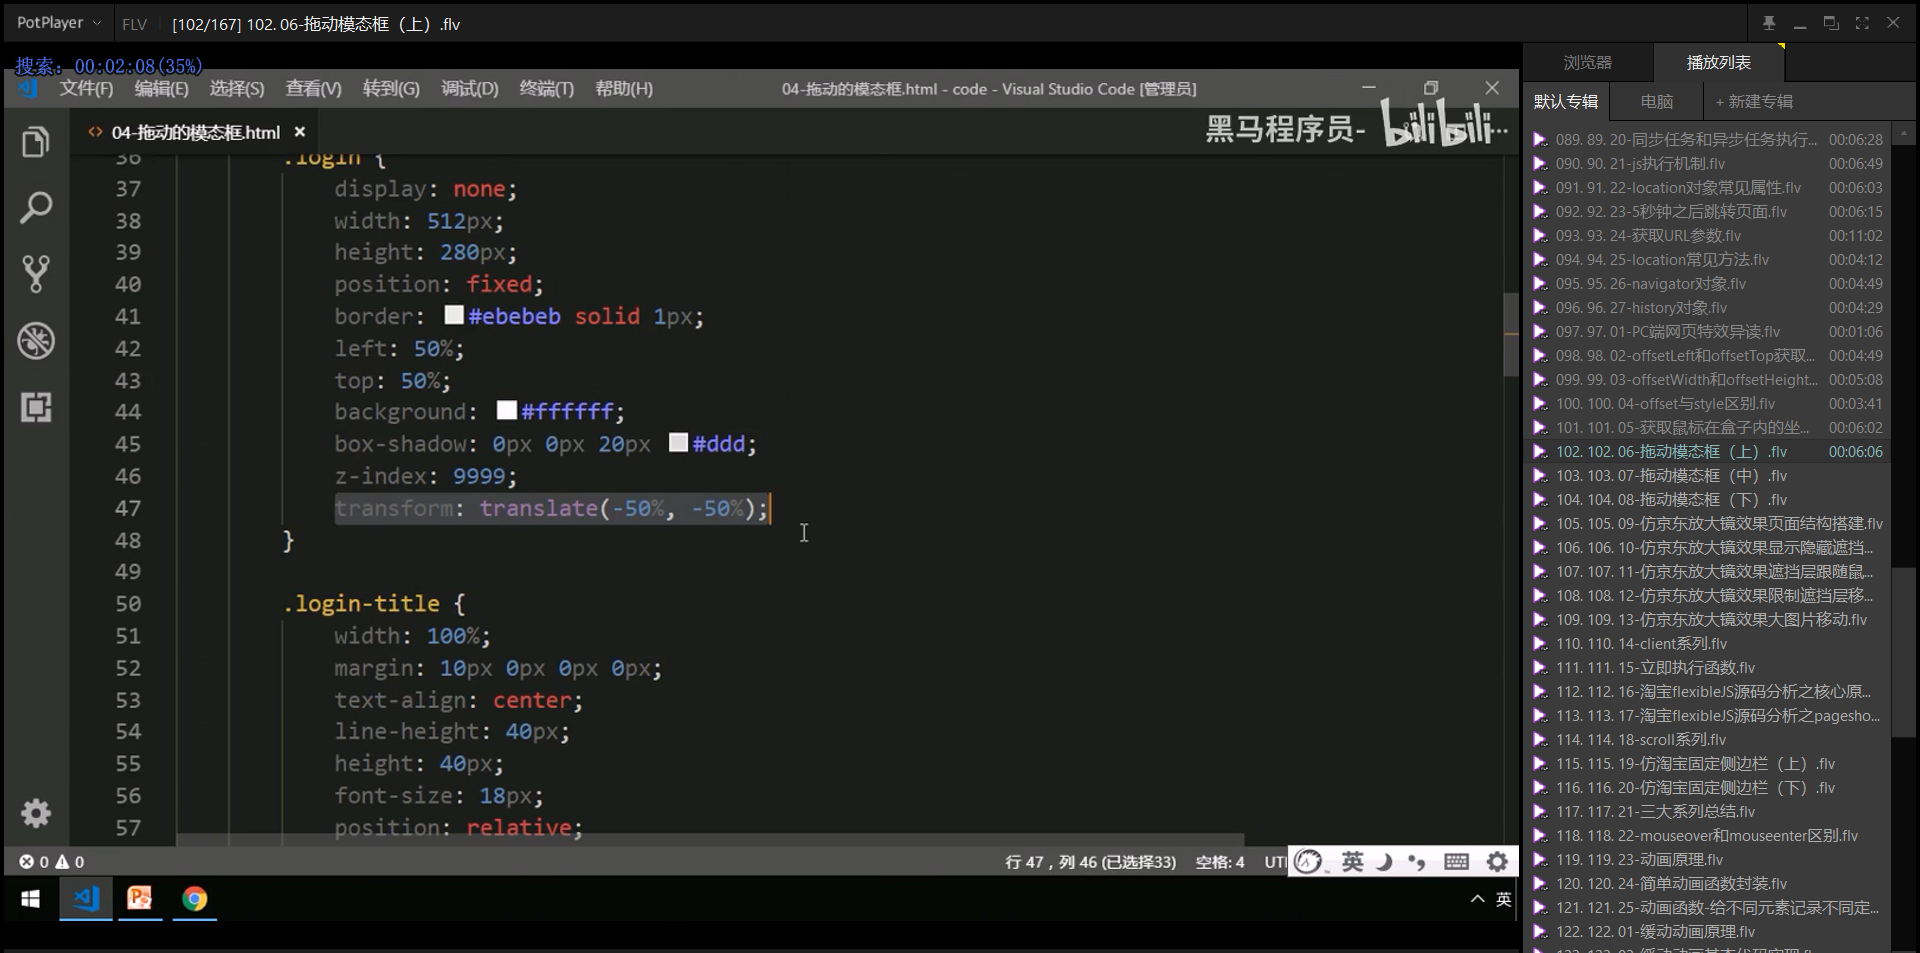 PotPlayer
FLV
[102/167] 102. 06-拖动模态框（上）.flv
搜索: 00:02:08(35%)
文件(F) 编辑(E) 选择(S) 查看(V) 转到(G) 调试(D) 终端(T) 帮助(H)
04-拖动的模态框.html - code - Visual Studio Code [管理员]
<> 04-拖动的模态框.html ×
黑马程序员- bilibili ...
36 .login {
37 display: none;
38 width: 512px;
39 height: 280px;
40 position: fixed;
41 border: #ebebeb solid 1px;
42 left: 50%;
43 top: 50%;
44 background: #ffffff;
45 box-shadow: 0px 0px 20px #ddd;
46 z-index: 9999;
47 transform: translate(-50%, -50%);
48 }
49
50 .login-title {
51 width: 100%;
52 margin: 10px 0px 0px 0px;
53 text-align: center;
54 line-height: 40px;
55 height: 40px;
56 font-size: 18px;
57 position: relative;
0 0
行 47，列 46 (已选择33) 空格: 4 UT
英
英
浏览器 播放列表
默认专辑 电脑 + 新建专辑
089. 89. 20-同步任务和异步任务执行... 00:06:28
090. 90. 21-js执行机制.flv 00:06:49
091. 91. 22-location对象常见属性.flv 00:06:03
092. 92. 23-5秒钟之后跳转页面.flv 00:06:15
093. 93. 24-获取URL参数.flv 00:11:02
094. 94. 25-location常见方法.flv 00:04:12
095. 95. 26-navigator对象.flv 00:04:49
096. 96. 27-history对象.flv 00:04:29
097. 97. 01-PC端网页特效异读.flv 00:01:06
098. 98. 02-offsetLeft和offsetTop获取... 00:04:49
099. 99. 03-offsetWidth和offsetHeight... 00:05:08
100. 100. 04-offset与style区别.flv 00:03:41
101. 101. 05-获取鼠标在盒子内的坐... 00:06:02
102. 102. 06-拖动模态框（上）.flv 00:06:06
103. 103. 07-拖动模态框（中）.flv
104. 104. 08-拖动模态框（下）.flv
105. 105. 09-仿京东放大镜效果页面结构搭建.flv
106. 106. 10-仿京东放大镜效果显示隐藏遮挡...
107. 107. 11-仿京东放大镜效果遮挡层跟随鼠...
108. 108. 12-仿京东放大镜效果限制遮挡层移...
109. 109. 13-仿京东放大镜效果大图片移动.flv
110. 110. 14-client系列.flv
111. 111. 15-立即执行函数.flv
112. 112. 16-淘宝flexibleJS源码分析之核心原...
113. 113. 17-淘宝flexibleJS源码分析之pagesho...
114. 114. 18-scroll系列.flv
115. 115. 19-仿淘宝固定侧边栏（上）.flv
116. 116. 20-仿淘宝固定侧边栏（下）.flv
117. 117. 21-三大系列总结.flv
118. 118. 22-mouseover和mouseenter区别.flv
119. 119. 23-动画原理.flv
120. 120. 24-简单动画函数封装.flv
121. 121. 25-动画函数-给不同元素记录不同定...
122. 122. 01-缓动动画原理.flv